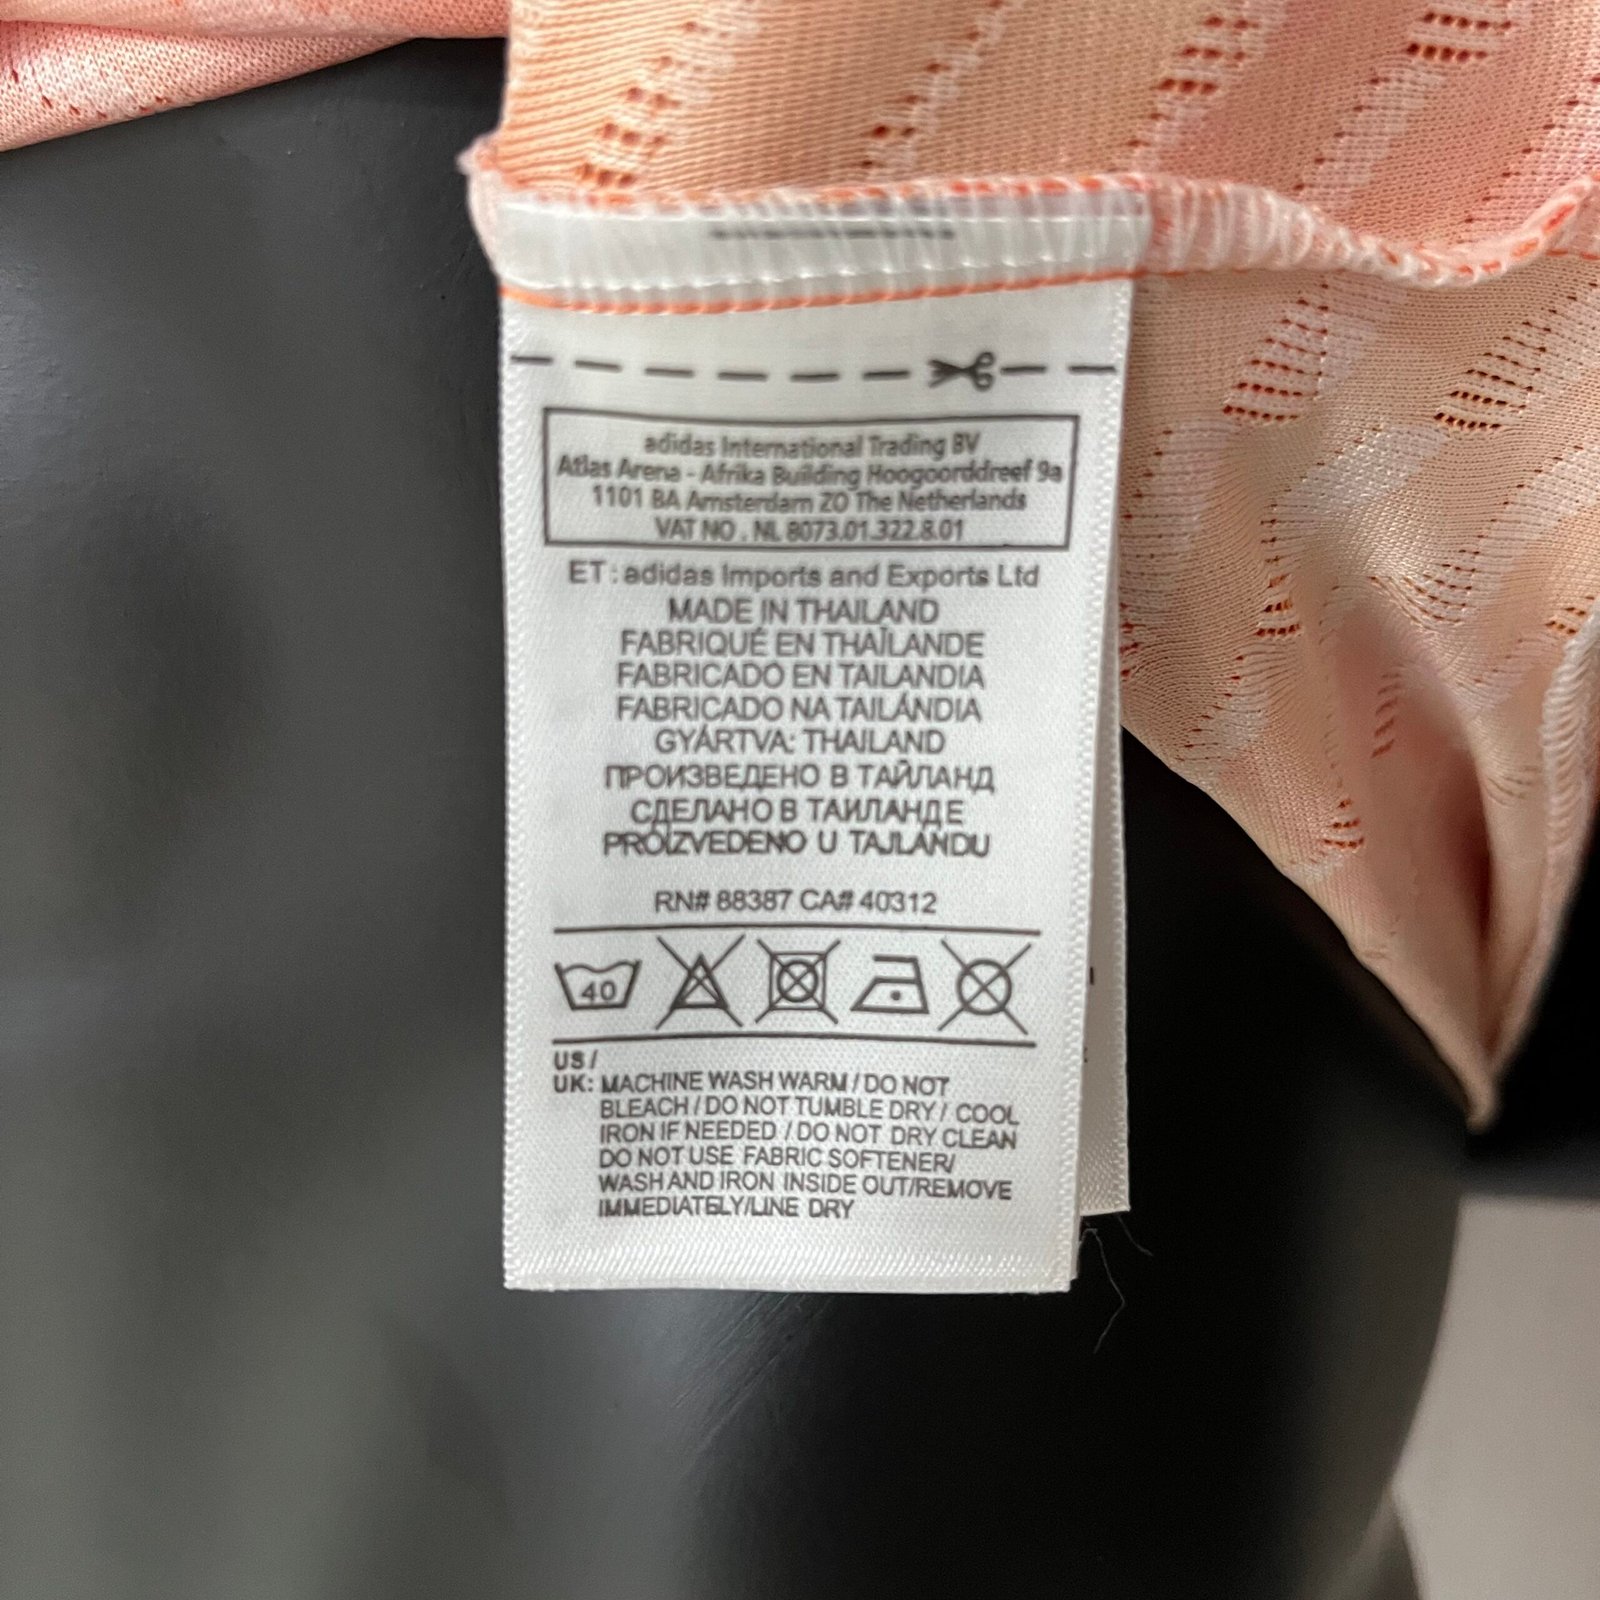 adidas International Trading BV
Atlas Arena - Afrika Building Hoogoorddreef 9a
1101 BA Amsterdam ZO The Netherlands
VAT NO . NL 8073.01.322.8.01
ET : adidas Imports and Exports Ltd
MADE IN THAILAND
FABRIQUÉ EN THAÏLANDE
FABRICADO EN TAILANDIA
FABRICADO NA TAILÁNDIA
GYÁRTVA: THAILAND
ПРОИЗВЕДЕНО В ТАЙЛАНД
СДЕЛАНО В ТАИЛАНДЕ
PROIZVEDENO U TAJLANDU
RN# 88387 CA# 40312
40
US /
UK: MACHINE WASH WARM / DO NOT
BLEACH / DO NOT TUMBLE DRY / COOL
IRON IF NEEDED / DO NOT DRY CLEAN
DO NOT USE FABRIC SOFTENER/
WASH AND IRON INSIDE OUT/REMOVE
IMMEDIATELY/LINE DRY